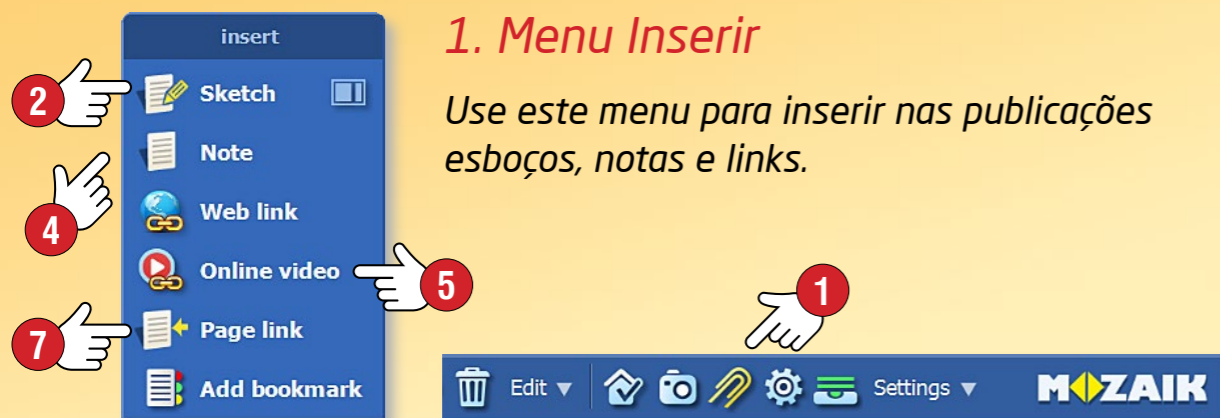 insert
2
Sketch
Note
4
Web link
Online video
5
7
Page link
Add bookmark
1. Menu Inserir
Use este menu para inserir nas publicações
esboços, notas e links.
1
Edit
Settings
MOZAIK